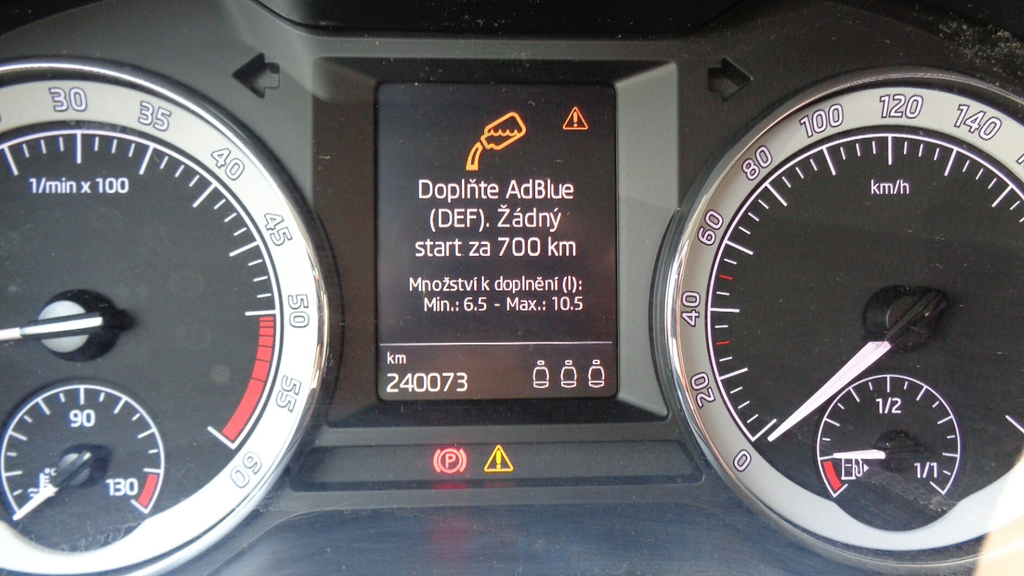 30
35
40
45
50
55
60
1/min x 100
90
130
Doplňte AdBlue
(DEF). Žádný
start za 700 km
Množství k doplnění (l):
Min.: 6.5 - Max.: 10.5
km
240073
(P)
0
20
40
60
80
100
120
140
km/h
1/2
1/1